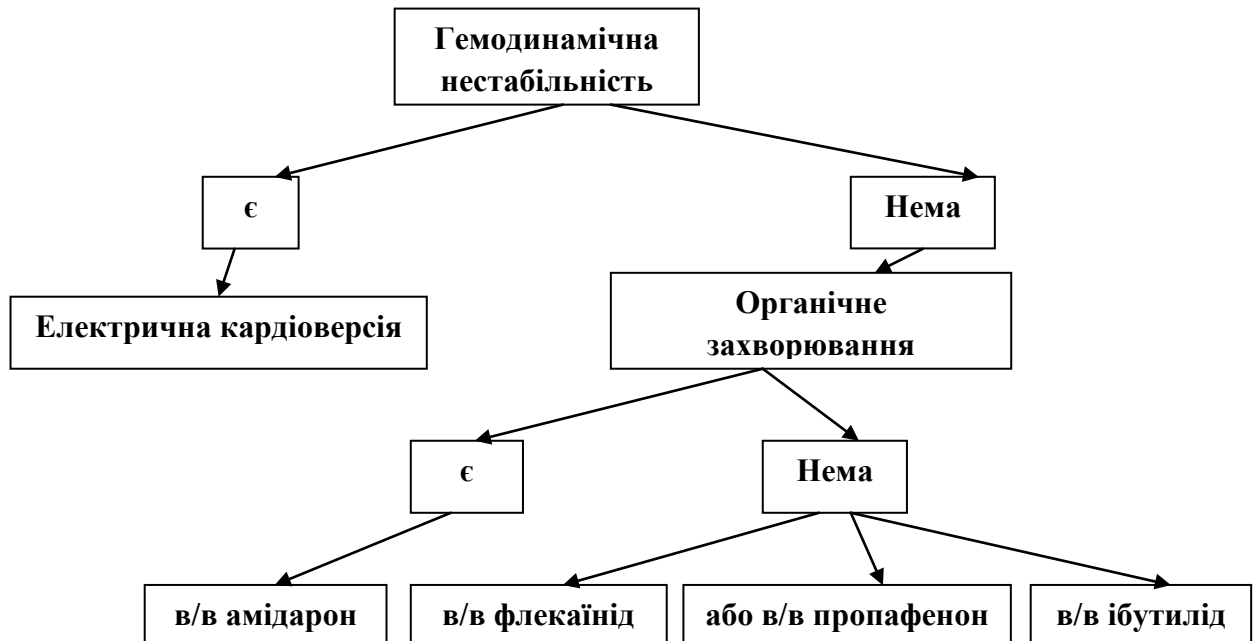 Гемодинамічна
нестабільність
є
Нема
Електрична кардіоверсія
Органічне
захворювання
є
Нема
в/в амідарон
в/в флекаїнід
або в/в пропафенон
в/в ібутилід